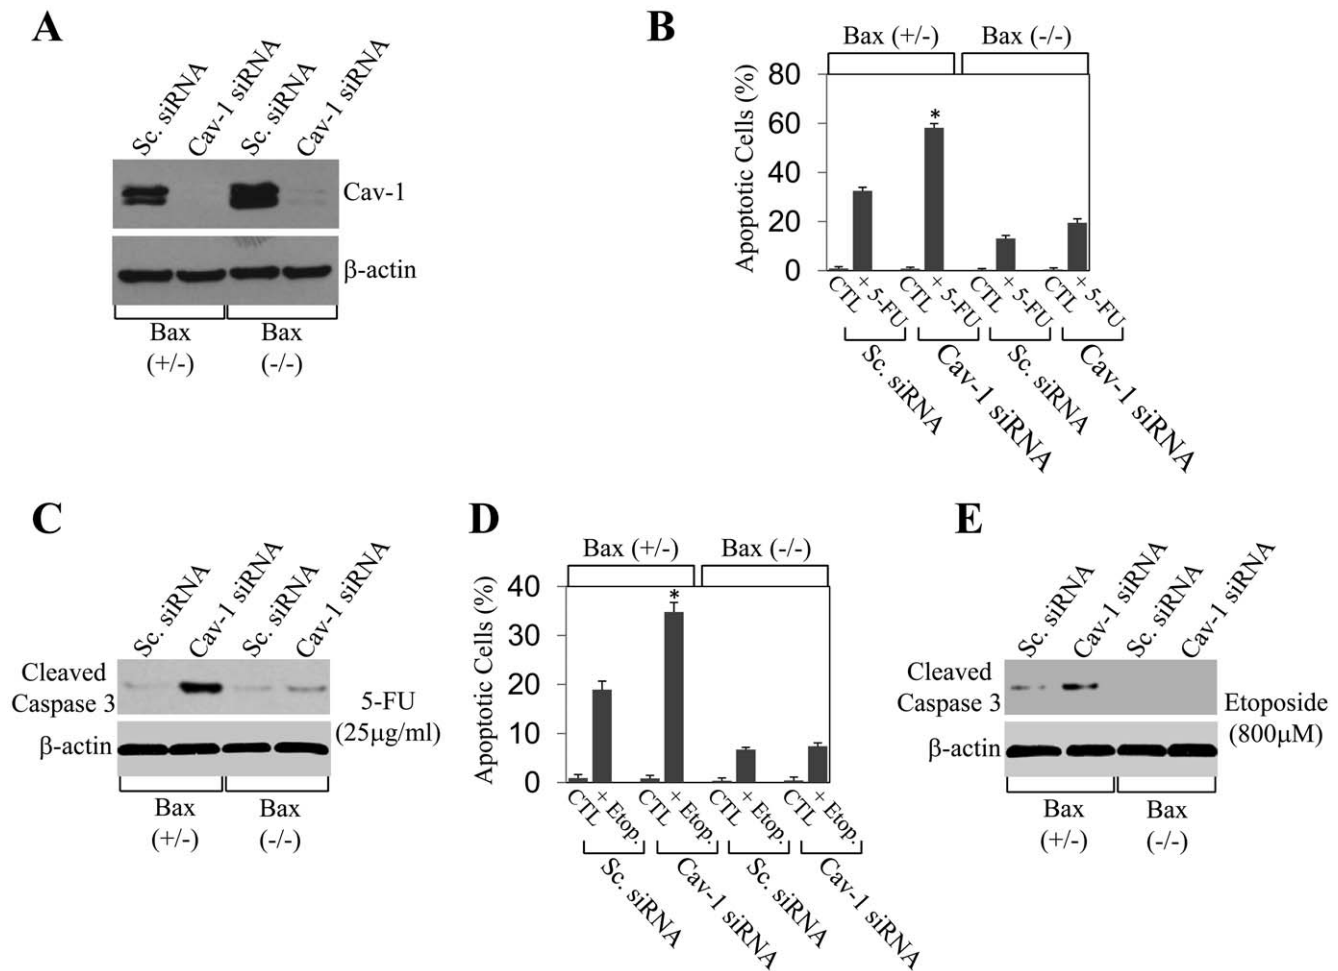 A
Sc. siRNA
Cav-1 siRNA
Sc. siRNA
Cav-1 siRNA
Cav-1
β-actin
Bax
(+/-)
Bax
(-/-)
B
Bax (+/-)
Bax (-/-)
Apoptotic Cells (%)
80
60
40
20
0
*
CTL
+ 5-FU
CTL
+ 5-FU
CTL
+ 5-FU
CTL
+ 5-FU
Sc. siRNA
Cav-1 siRNA
Sc. siRNA
Cav-1 siRNA
C
Sc. siRNA
Cav-1 siRNA
Sc. siRNA
Cav-1 siRNA
Cleaved
Caspase 3
β-actin
5-FU
(25μg/ml)
Bax
(+/-)
Bax
(-/-)
D
Bax (+/-)
Bax (-/-)
Apoptotic Cells (%)
40
30
20
10
0
*
CTL
+ Etop.
CTL
+ Etop.
CTL
+ Etop.
CTL
+ Etop.
Sc. siRNA
Cav-1 siRNA
Sc. siRNA
Cav-1 siRNA
E
Sc. siRNA
Cav-1 siRNA
Sc. siRNA
Cav-1 siRNA
Cleaved
Caspase 3
β-actin
Etoposide
(800μM)
Bax
(+/-)
Bax
(-/-)